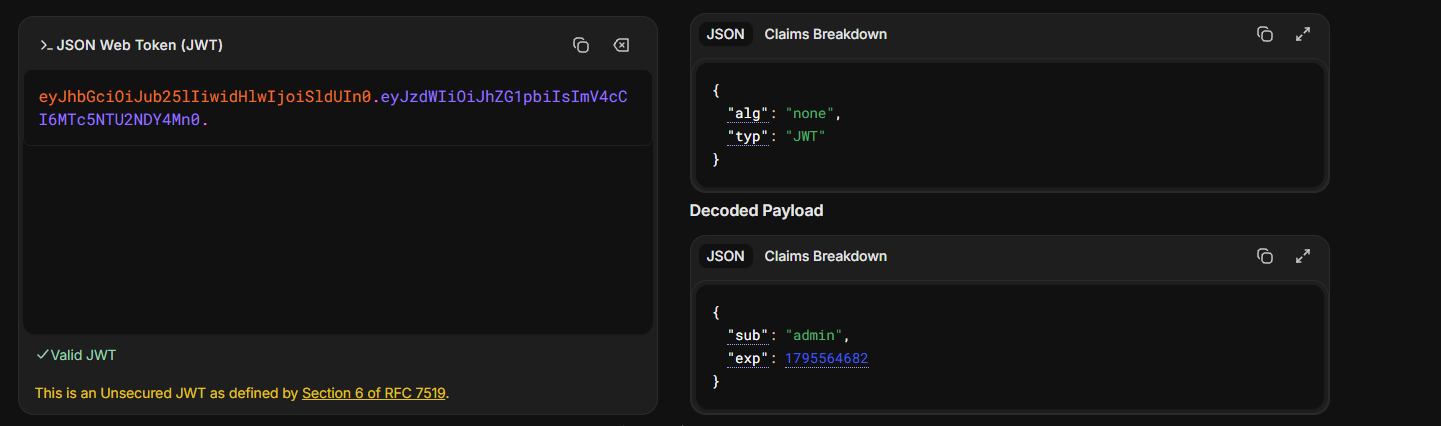 JSON Web Token (JWT)
eyJhbGciOiJub25lIiwidHlwIjoiSldUIn0.eyJzdWIiOiJhZG1pbiIsImV4cC
I6MTc5NTU2NDY4Mn0.
Valid JWT
This is an Unsecured JWT as defined by Section 6 of RFC 7519.
JSON Claims Breakdown
{
"alg": "none",
"typ": "JWT"
}
Decoded Payload
JSON Claims Breakdown
{
"sub": "admin",
"exp": 1795564682
}